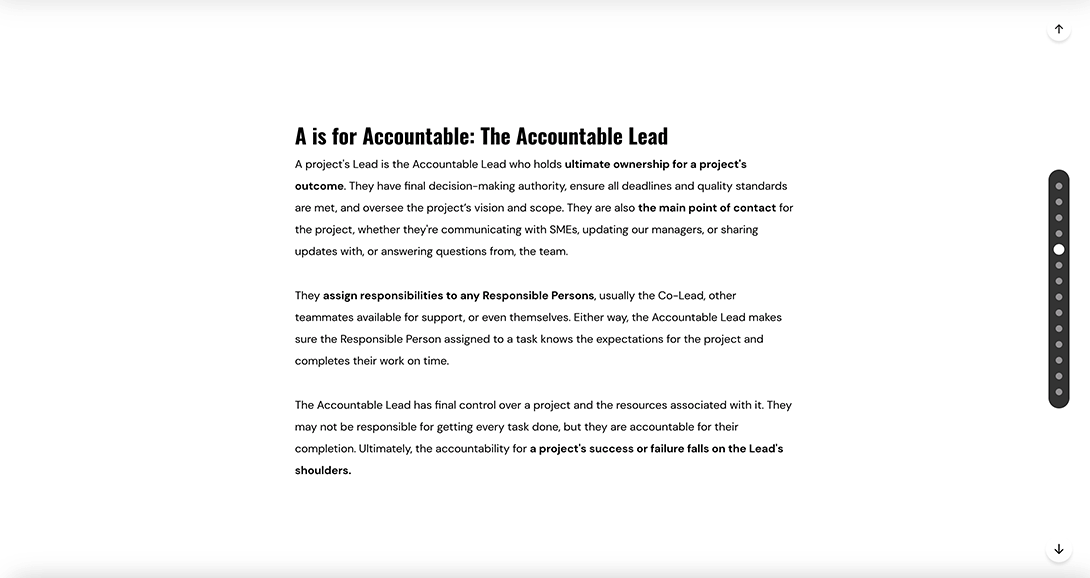 A is for Accountable: The Accountable Lead
A project's Lead is the Accountable Lead who holds ultimate ownership for a project's
outcome. They have final decision-making authority, ensure all deadlines and quality standards
are met, and oversee the project’s vision and scope. They are also the main point of contact for
the project, whether they're communicating with SMEs, updating our managers, or sharing
updates with, or answering questions from, the team.
They assign responsibilities to any Responsible Persons, usually the Co-Lead, other
teammates available for support, or even themselves. Either way, the Accountable Lead makes
sure the Responsible Person assigned to a task knows the expectations for the project and
completes their work on time.
The Accountable Lead has final control over a project and the resources associated with it. They
may not be responsible for getting every task done, but they are accountable for their
completion. Ultimately, the accountability for a project's success or failure falls on the Lead's
shoulders.